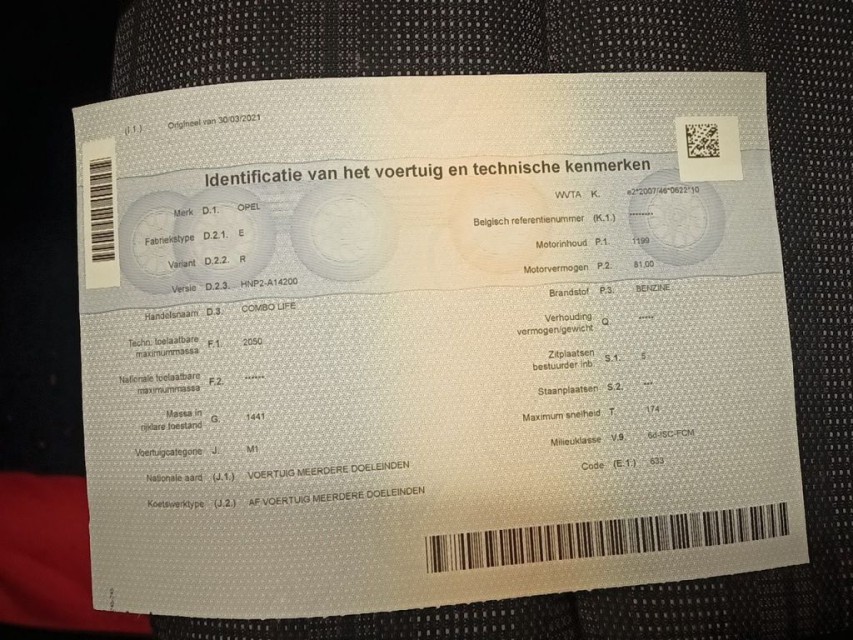 (I 1) Origineel van 30/03/2021
Identificatie van het voertuig en technische kenmerken
Merk D.1. OPEL
Fabriekstype D.2.1. E
Variant D.2.2. R
Versie D.2.3. HNP2-A14200
Handelsnaam D.3. COMBO LIFE
Techn. toelaatbare
maximummassa F.1. 2050
Nationale toelaatbare
maximummassa F.2. ------
Massa in
rijklare toestand G. 1441
Voertuigcategorie J. M1
Nationale aard (J.1.) VOERTUIG MEERDERE DOELEINDEN
Koetswerktype (J.2.) AF VOERTUIG MEERDERE DOELEINDEN
WVTA K. e2*2007/46*0622*10
Belgisch referentienummer (K.1.) --------
Motorinhoud P.1. 1199
Motorvermogen P.2. 81,00
Brandstof P.3. BENZINE
Verhouding
vermogen/gewicht Q. -----
Zitplaatsen
bestuurder inb S.1. 5
Staanplaatsen S.2. ---
Maximum snelheid T. 174
Milieuklasse V.9. 6d-ISC-FCM
Code (E.1.) 633